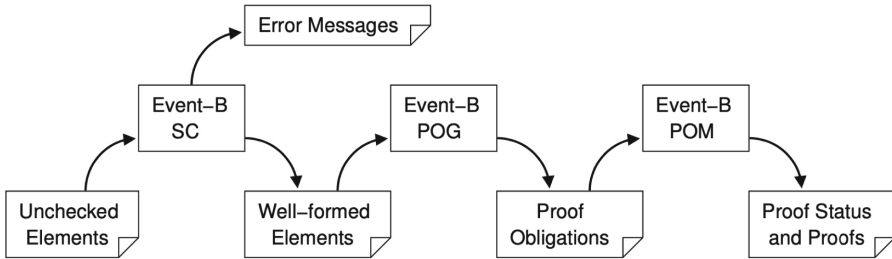 Error Messages
Event–B
SC
Event–B
POG
Event–B
POM
Unchecked
Elements
Well–formed
Elements
Proof
Obligations
Proof Status
and Proofs